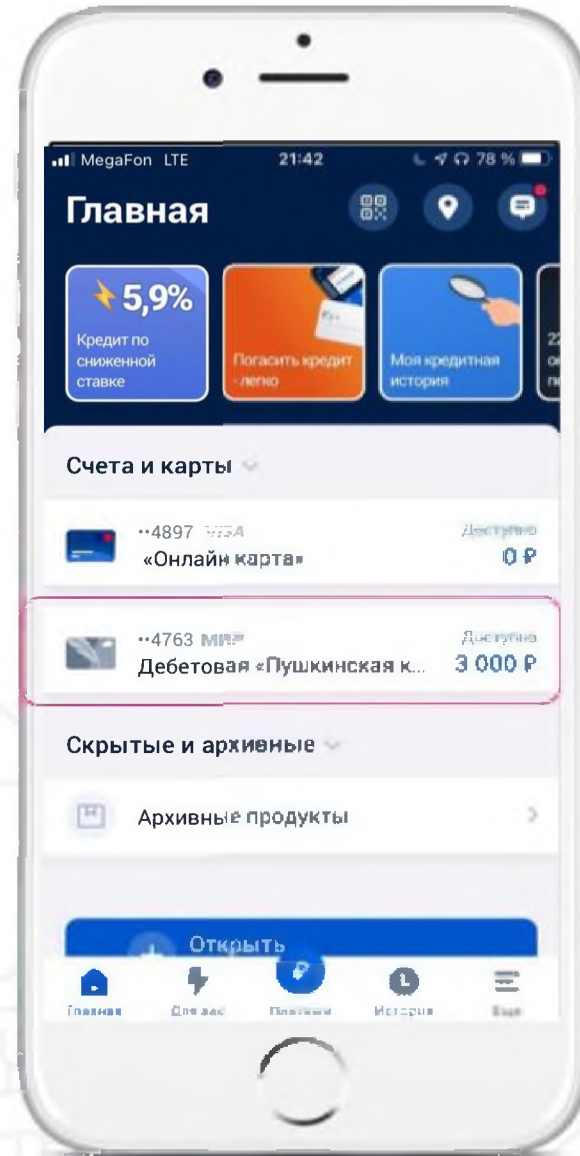 MegaFon LTE 21:42 78 %
Главная
5,9%
Кредит по
сниженной
ставке
Погасить кредит
- легко
Моя кредитная
история
Счета и карты
··4897 VISA Доступно
«Онлайн карта» 0 ₽
··4763 МИР Доступно
Дебетовая «Пушкинская к... 3 000 ₽
Скрытые и архивные
Архивные продукты
Открыть
Главная Для вас Платежи История Еще